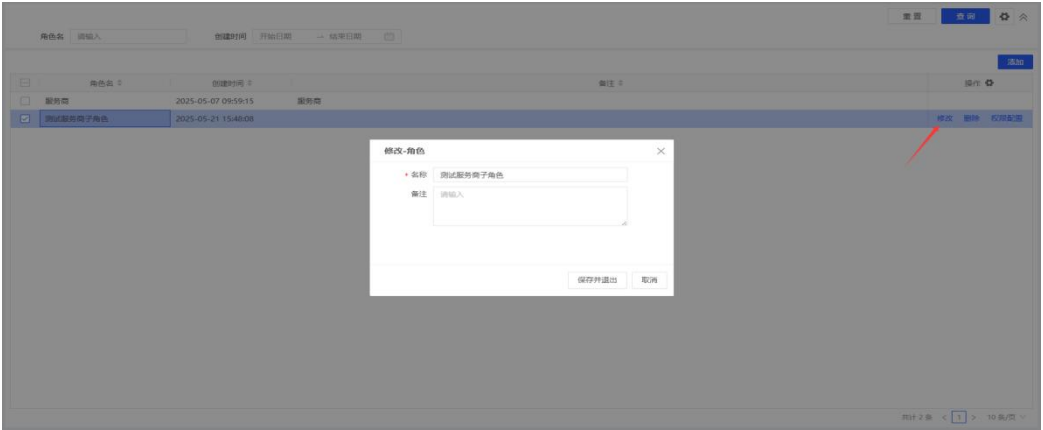 重置 查询
角色名 请输入 创建时间 开始日期 → 结束日期
添加
角色名 创建时间 备注 操作
服务商 2025-05-07 09:59:15 服务商
测试服务商子角色 2025-05-21 15:48:08 修改 删除 权限配置
修改-角色
* 名称 测试服务商子角色
备注 请输入
保存并退出 取消
共计 2 条 < 1 > 10 条/页